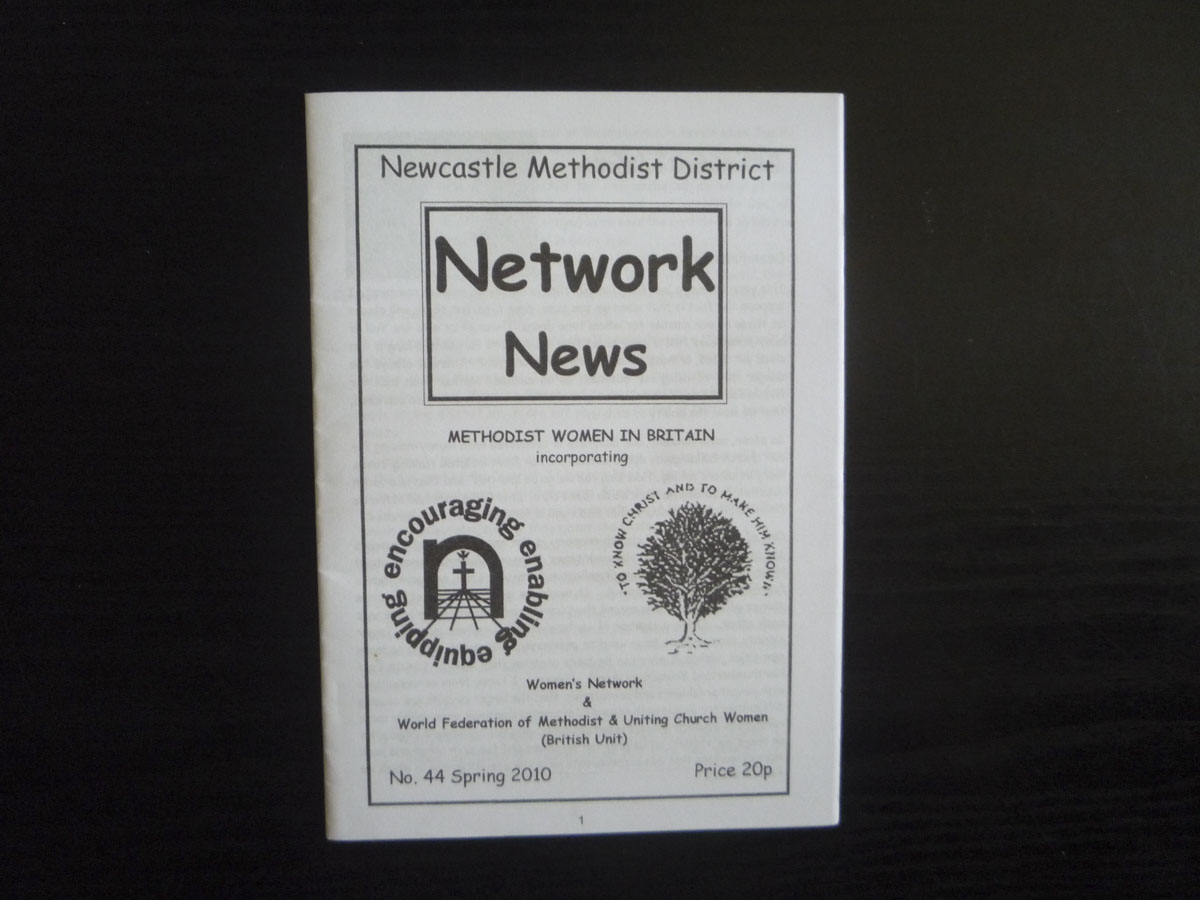 Newcastle Methodist District
Network
News
METHODIST WOMEN IN BRITAIN
incorporating
equipping encouraging enabling
n
·TO KNOW CHRIST AND TO MAKE HIM KNOWN·
Women's Network
&
World Federation of Methodist & Uniting Church Women
(British Unit)
No. 44 Spring 2010
Price 20p
1